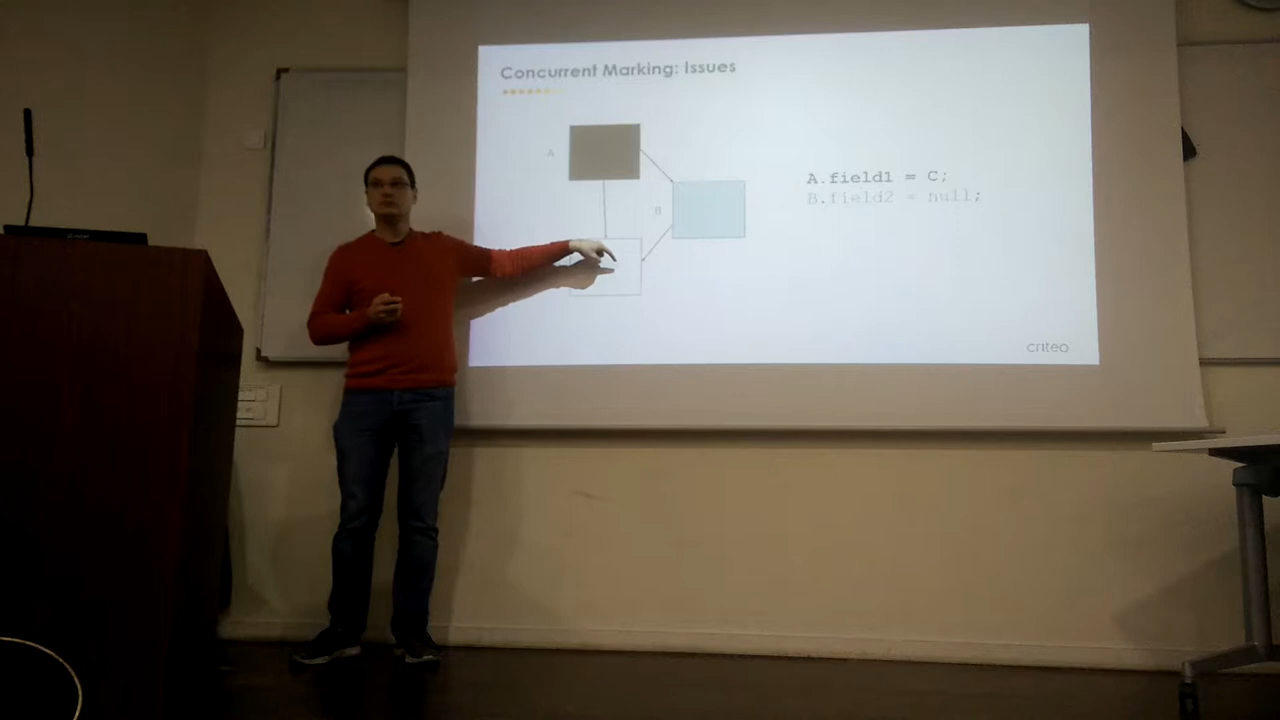 Concurrent Marking: Issues
A
A.field1 = C;
B.field2 = null;
B
criteo